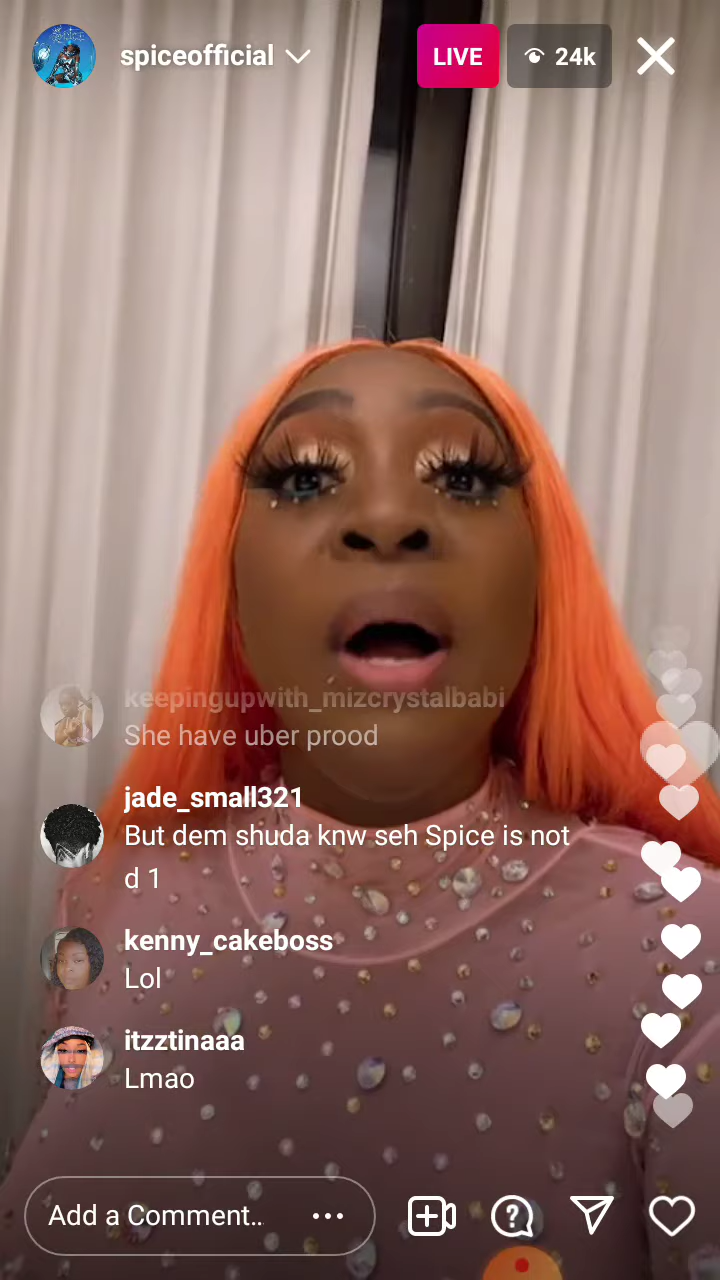 spiceofficial
LIVE
24k
keepingupwith_mizcrystalbabi
She have uber prood
jade_small321
But dem shuda knw seh Spice is not
d 1
kenny_cakeboss
Lol
itzztinaaa
Lmao
Add a Comment..